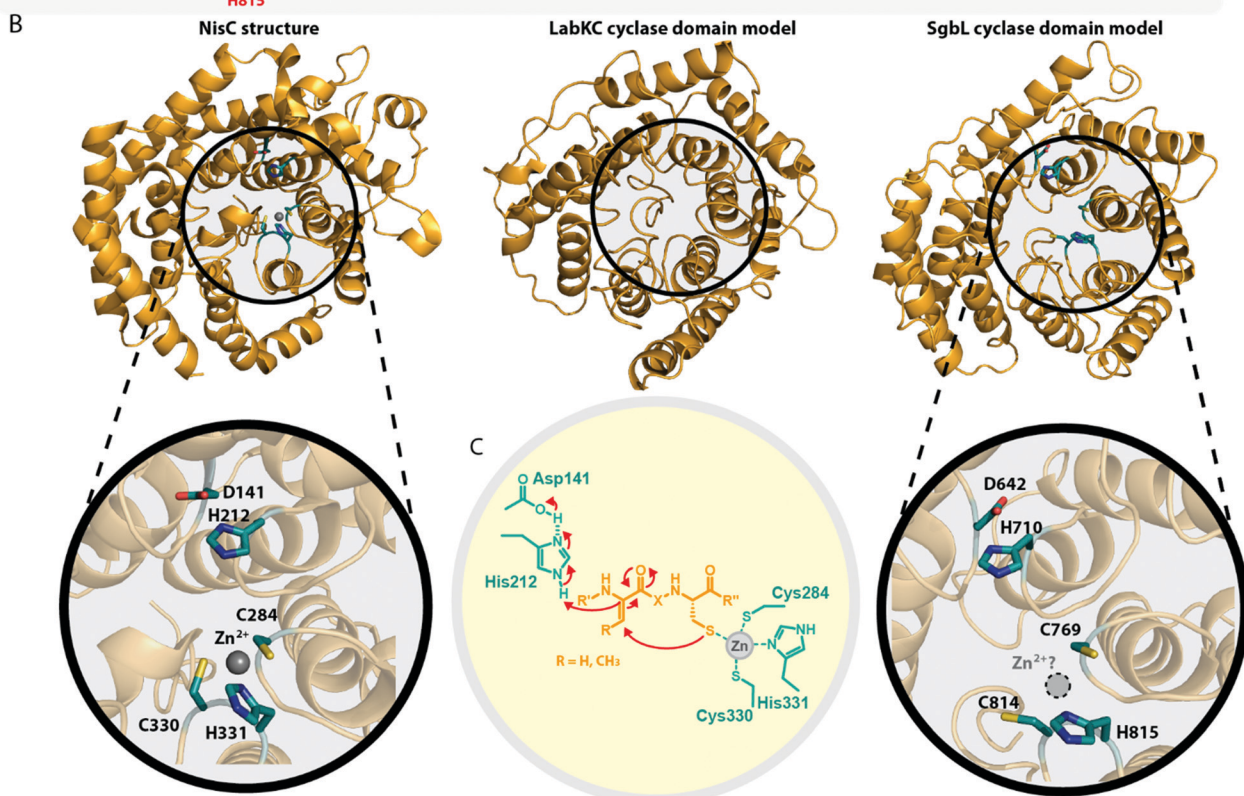 H815
B
NisC structure
LabKC cyclase domain model
SgbL cyclase domain model
D141
H212
C284
Zn²⁺
C330
H331
C
Asp141
O
O
H
N
N
H
His212
H
N
O
H
N
O
R'
X
R''
R
S
R = H, CH₃
Cys284
S
Zn
N
NH
S
His331
Cys330
D642
H710
C769
Zn²⁺?
C814
H815